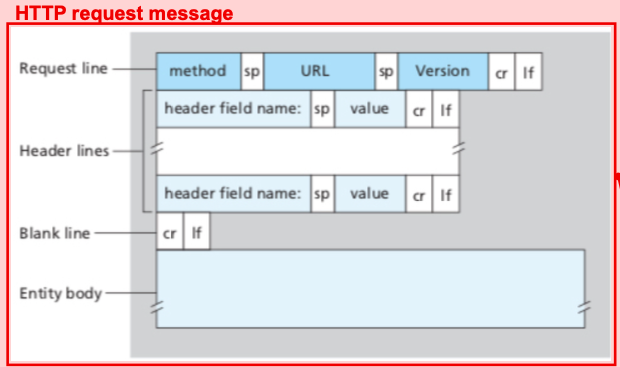 HTTP request message
Request line method sp URL sp Version cr lf
header field name: sp value cr lf
Header lines
header field name: sp value cr lf
Blank line cr lf
Entity body